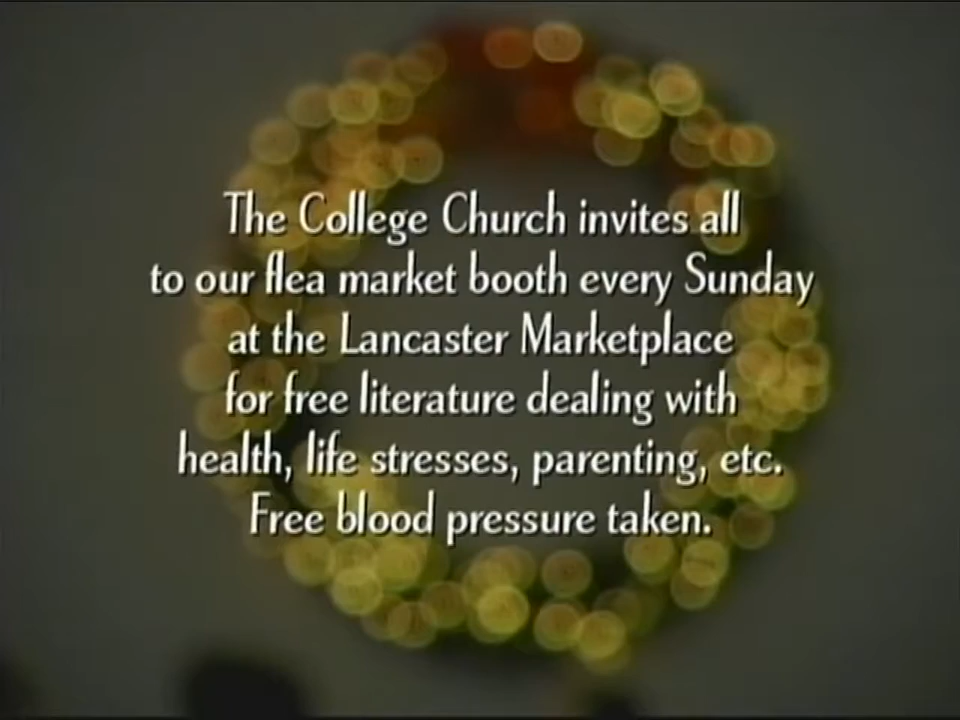 The College Church invites all
to our flea market booth every Sunday
at the Lancaster Marketplace
for free literature dealing with
health, life stresses, parenting, etc.
Free blood pressure taken.